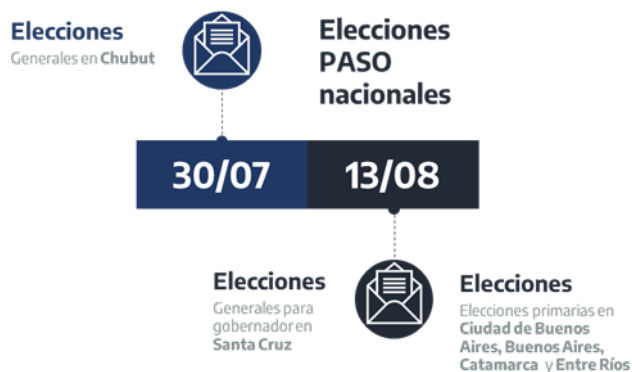 Elecciones
Generales en Chubut
Elecciones
PASO
nacionales
30/07
13/08
Elecciones
Generales para
gobernador en
Santa Cruz
Elecciones
Elecciones primarias en
Ciudad de Buenos
Aires, Buenos Aires,
Catamarca y Entre Ríos